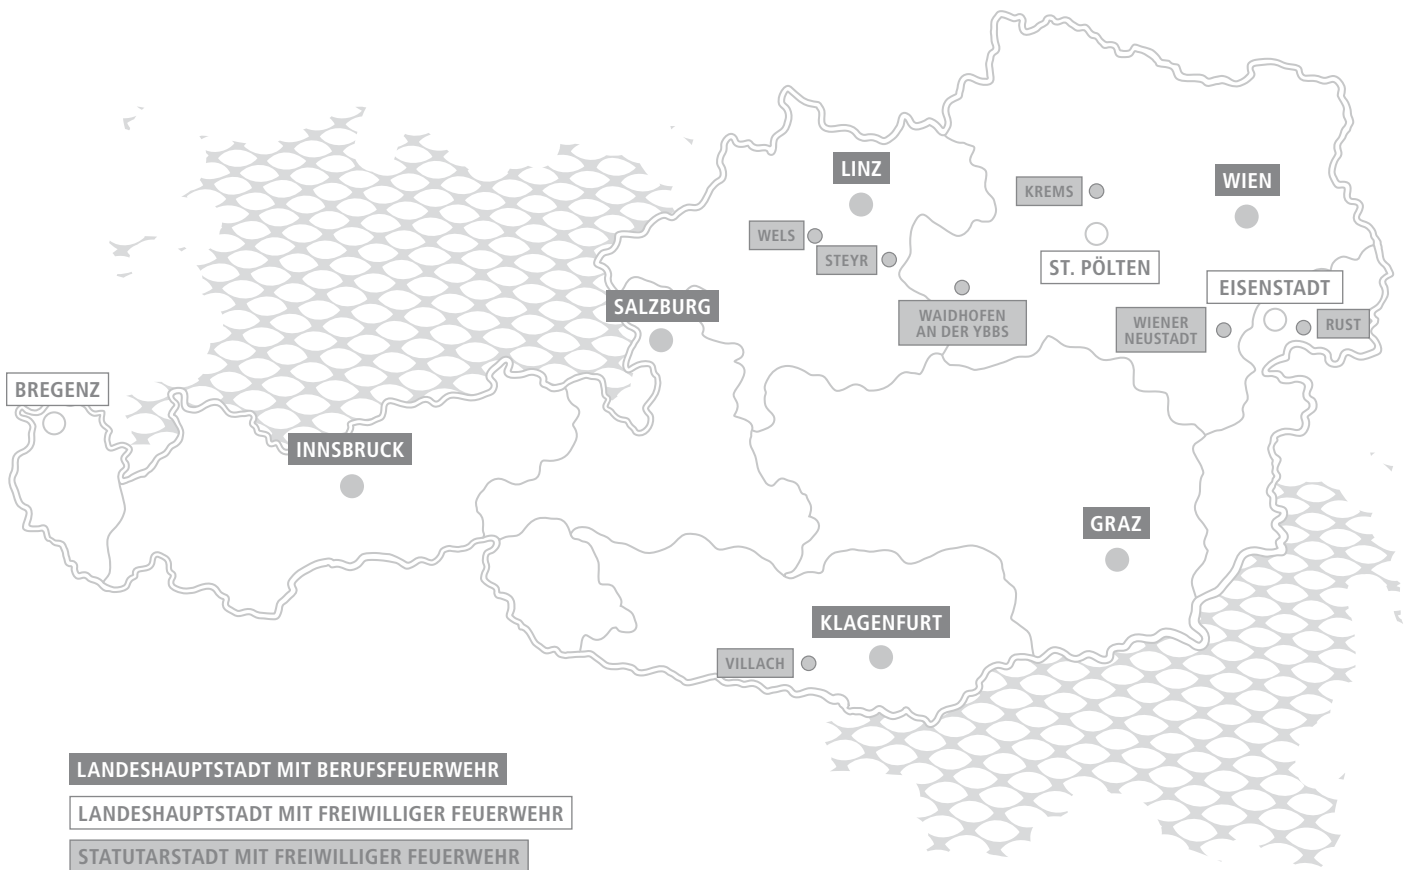 LINZ
WIEN
KREMS
WELS
STEYR
ST. PÖLTEN
EISENSTADT
SALZBURG
WAIDHOFEN
AN DER YBBS
WIENER
NEUSTADT
RUST
BREGENZ
INNSBRUCK
GRAZ
KLAGENFURT
VILLACH
LANDESHAUPTSTADT MIT BERUFSFEUERWEHR
LANDESHAUPTSTADT MIT FREIWILLIGER FEUERWEHR
STATUTARSTADT MIT FREIWILLIGER FEUERWEHR